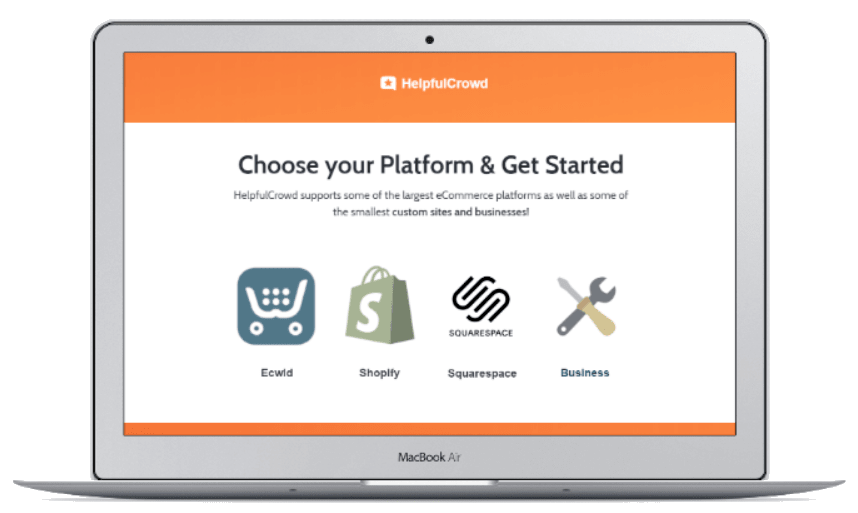 HelpfulCrowd
Choose your Platform & Get Started
HelpfulCrowd supports some of the largest eCommerce platforms as well as some of
the smallest custom sites and businesses!
S
SQUARESPACE
Ecwid
Shopify
Squarespace
Business
MacBook Air